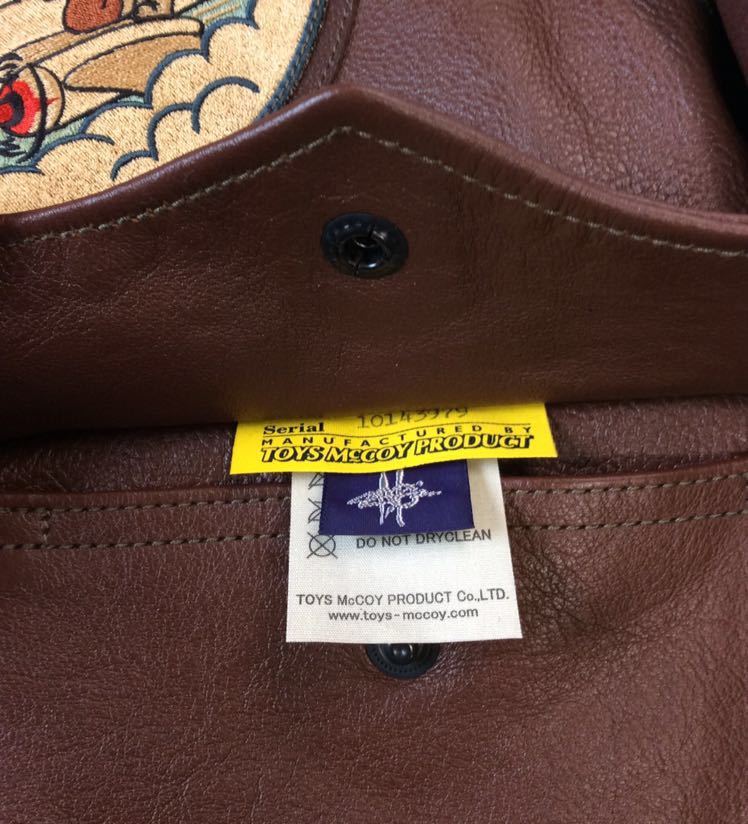 Serial 10143979
MANUFACTURED BY
TOYS McCOY PRODUCT
DO NOT DRYCLEAN
TOYS McCOY PRODUCT Co.,LTD.
www.toys-mccoy.com